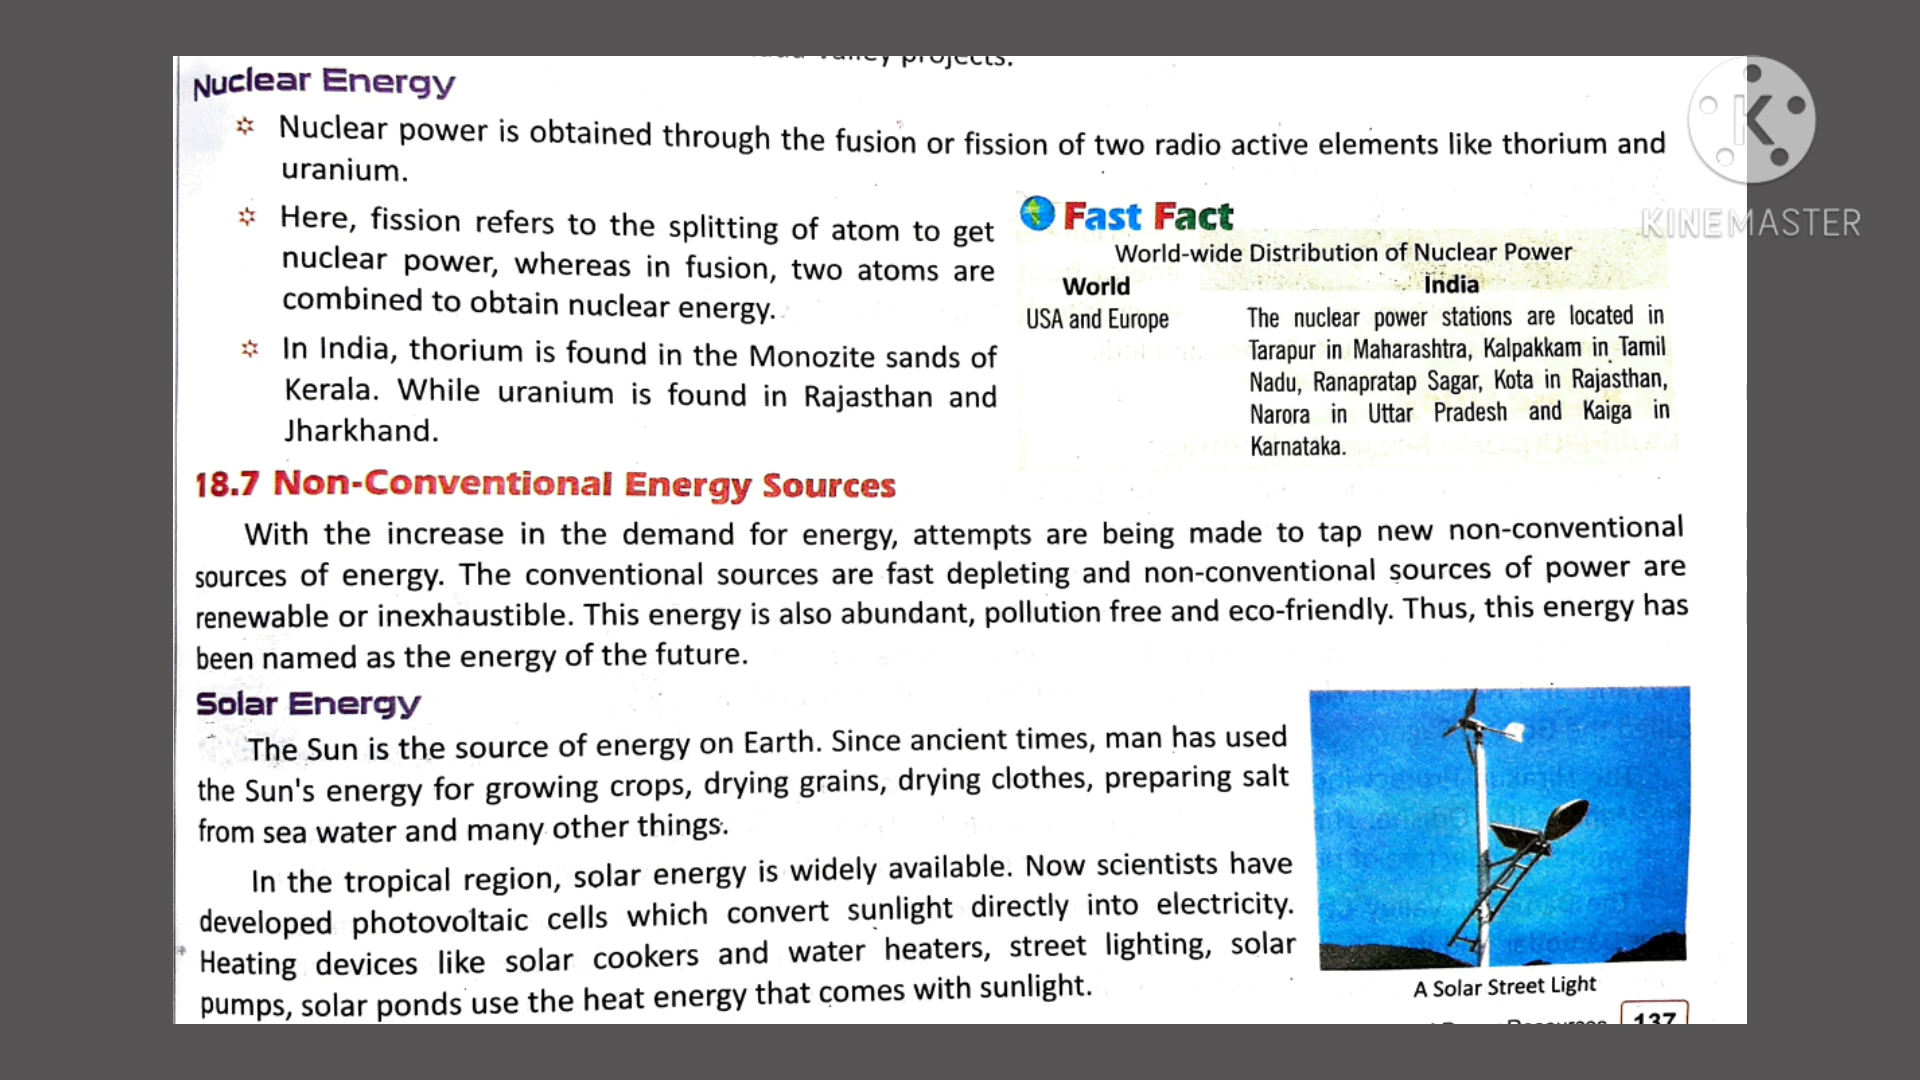 valley projects.
Nuclear Energy
Nuclear power is obtained through the fusion or fission of two radio active elements like thorium and
uranium.
Here, fission refers to the splitting of atom to get
nuclear power, whereas in fusion, two atoms are
combined to obtain nuclear energy.
In India, thorium is found in the Monozite sands of
Kerala. While uranium is found in Rajasthan and
Jharkhand.
Fast Fact
World-wide Distribution of Nuclear Power
World
USA and Europe
India
The nuclear power stations are located in
Tarapur in Maharashtra, Kalpakkam in Tamil
Nadu, Ranapratap Sagar, Kota in Rajasthan,
Narora in Uttar Pradesh and Kaiga in
Karnataka.
K
KINEMASTER
18.7 Non-Conventional Energy Sources
With the increase in the demand for energy, attempts are being made to tap new non-conventional
sources of energy. The conventional sources are fast depleting and non-conventional sources of power are
renewable or inexhaustible. This energy is also abundant, pollution free and eco-friendly. Thus, this energy has
been named as the energy of the future.
Solar Energy
The Sun is the source of energy on Earth. Since ancient times, man has used
the Sun's energy for growing crops, drying grains, drying clothes, preparing salt
from sea water and many other things.
In the tropical region, solar energy is widely available. Now scientists have
developed photovoltaic cells which convert sunlight directly into electricity.
Heating devices like solar cookers and water heaters, street lighting, solar
pumps, solar ponds use the heat energy that comes with sunlight.
A Solar Street Light
Resources
137